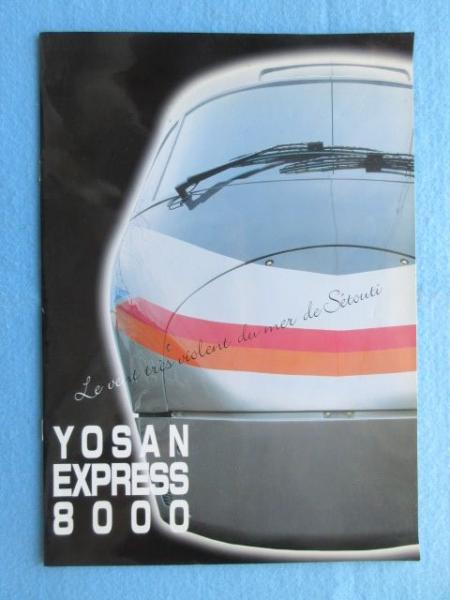 Le vent très violent du mer de Sétouti
YOSAN
EXPRESS
8000